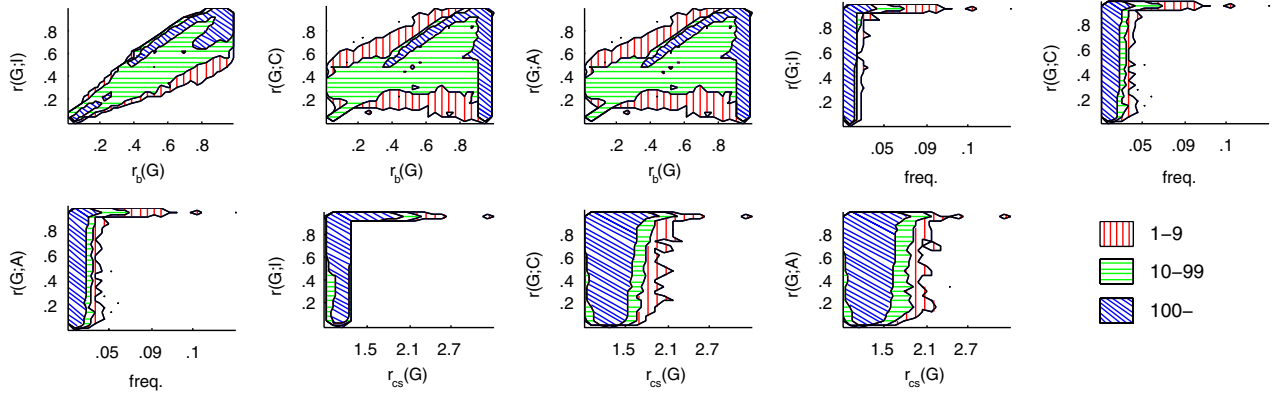 r(G;I)
.8
.6
.4
.2
.2 .4 .6 .8
r_b(G)
r(G;C)
.8
.6
.4
.2
.2 .4 .6 .8
r_b(G)
r(G;A)
.8
.6
.4
.2
.2 .4 .6 .8
r_b(G)
r(G;I)
.8
.6
.4
.2
.05 .09 .1
freq.
r(G;C)
.8
.6
.4
.2
.05 .09 .1
freq.
r(G;A)
.8
.6
.4
.2
.05 .09 .1
freq.
r(G;I)
.8
.6
.4
.2
1.5 2.1 2.7
r_cs(G)
r(G;C)
.8
.6
.4
.2
1.5 2.1 2.7
r_cs(G)
r(G;A)
.8
.6
.4
.2
1.5 2.1 2.7
r_cs(G)
1−9
10−99
100−